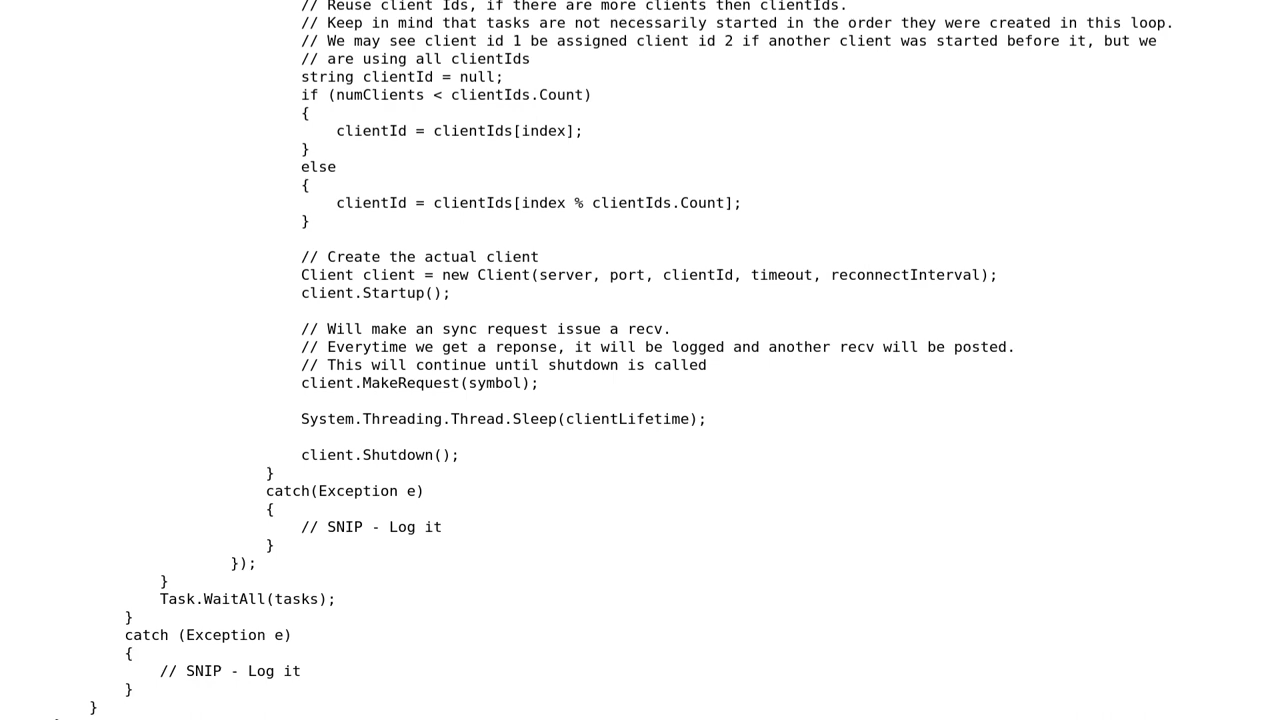 // Reuse client Ids, if there are more clients then clientIds.
// Keep in mind that tasks are not necessarily started in the order they were created in this loop.
// We may see client id 1 be assigned client id 2 if another client was started before it, but we
// are using all clientIds
string clientId = null;
if (numClients < clientIds.Count)
{
clientId = clientIds[index];
}
else
{
clientId = clientIds[index % clientIds.Count];
}
// Create the actual client
Client client = new Client(server, port, clientId, timeout, reconnectInterval);
client.Startup();
// Will make an sync request issue a recv.
// Everytime we get a reponse, it will be logged and another recv will be posted.
// This will continue until shutdown is called
client.MakeRequest(symbol);
System.Threading.Thread.Sleep(clientLifetime);
client.Shutdown();
}
catch(Exception e)
{
// SNIP - Log it
}
});
}
Task.WaitAll(tasks);
}
catch (Exception e)
{
// SNIP - Log it
}
}